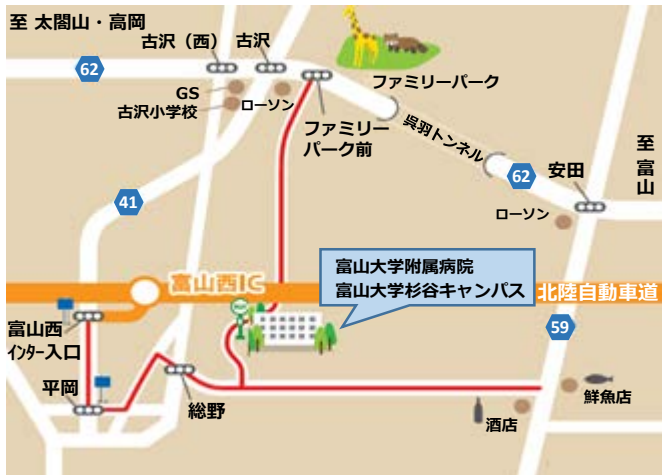 至 太閤山・高岡
古沢（西）
古沢
62
GS
古沢小学校
ローソン
ファミリーパーク
ファミリー
パーク前
呉羽トンネル
62
安田
至 富山
ローソン
41
富山大学附属病院
富山大学杉谷キャンパス
富山西IC
北陸自動車道
富山西
インター入口
59
平岡
総野
酒店
鮮魚店